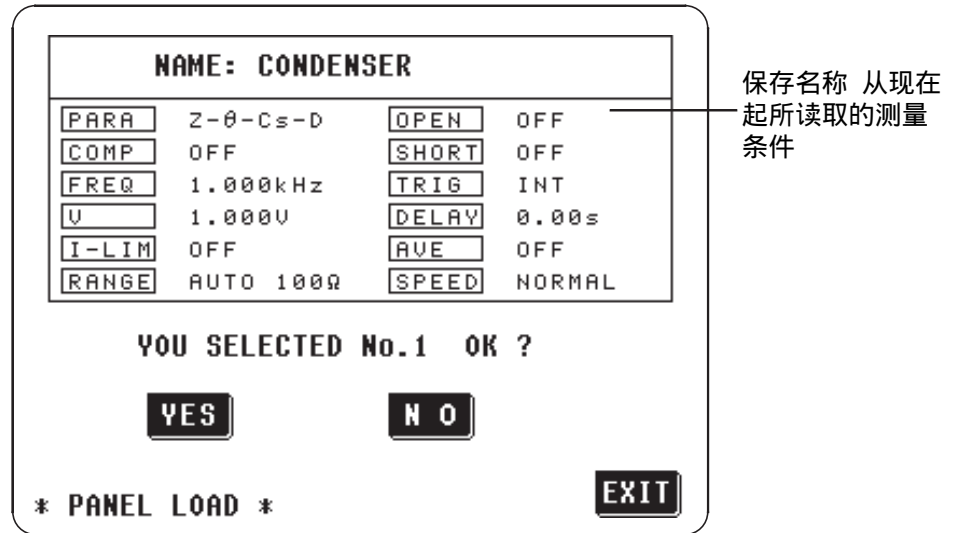 NAME: CONDENSER
PARA Z-θ-Cs-D OPEN OFF
COMP OFF SHORT OFF
FREQ 1.000kHz TRIG INT
V 1.000V DELAY 0.00s
I-LIM OFF AVE OFF
RANGE AUTO 100Ω SPEED NORMAL
YOU SELECTED No.1 OK ?
YES N O
EXIT
* PANEL LOAD *
保存名称 从现在
起所读取的测量
条件